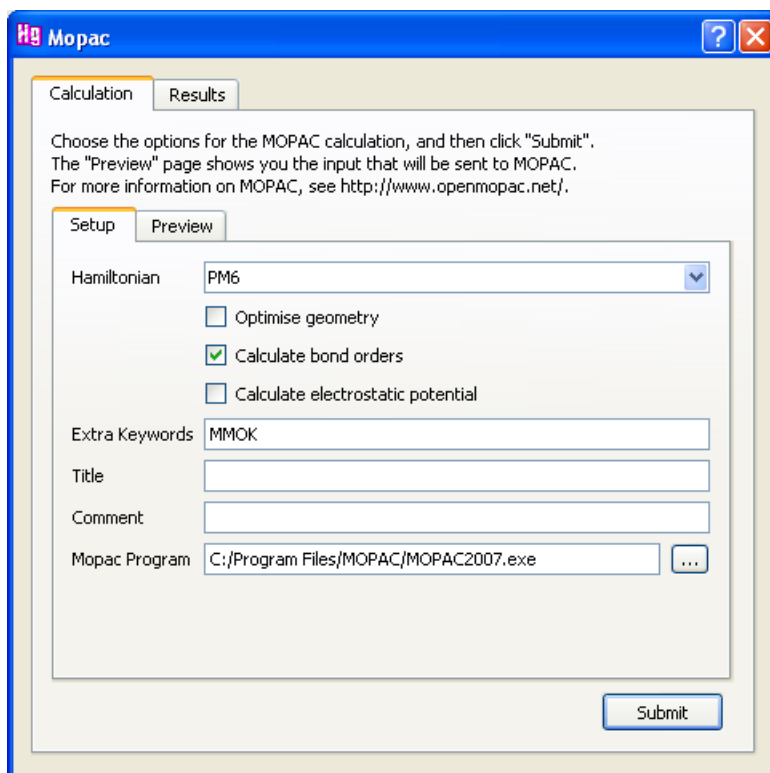 Hg Mopac ?
Calculation Results
Choose the options for the MOPAC calculation, and then click "Submit".
The "Preview" page shows you the input that will be sent to MOPAC.
For more information on MOPAC, see http://www.openmopac.net/.
Setup Preview
Hamiltonian PM6
Optimise geometry
Calculate bond orders
Calculate electrostatic potential
Extra Keywords MMOK
Title
Comment
Mopac Program C:/Program Files/MOPAC/MOPAC2007.exe ...
Submit